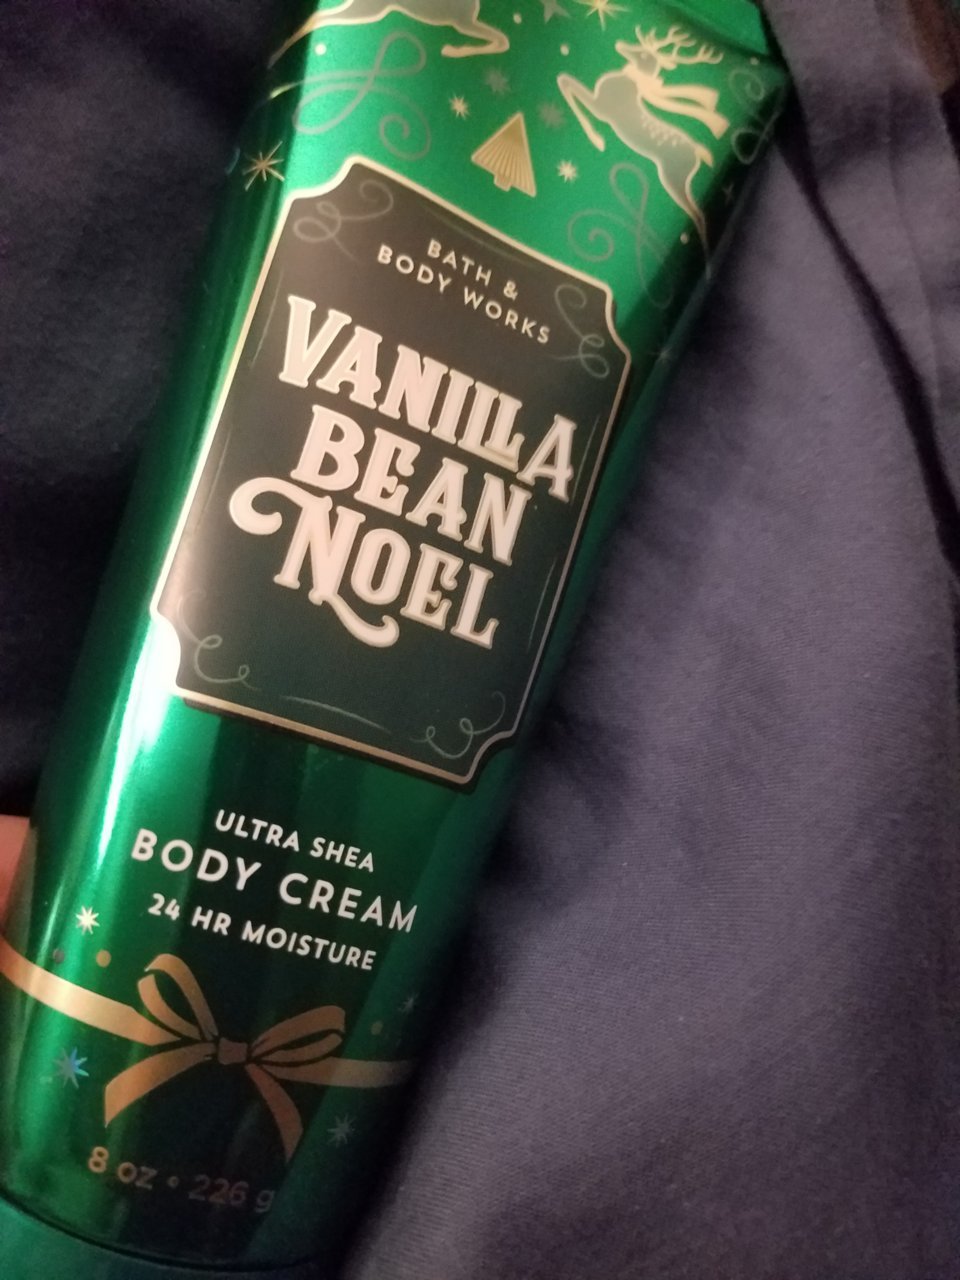 BATH &
BODY WORKS
VANILLA
BEAN
NOEL
ULTRA SHEA
BODY CREAM
24 HR MOISTURE
8 oz • 226 g